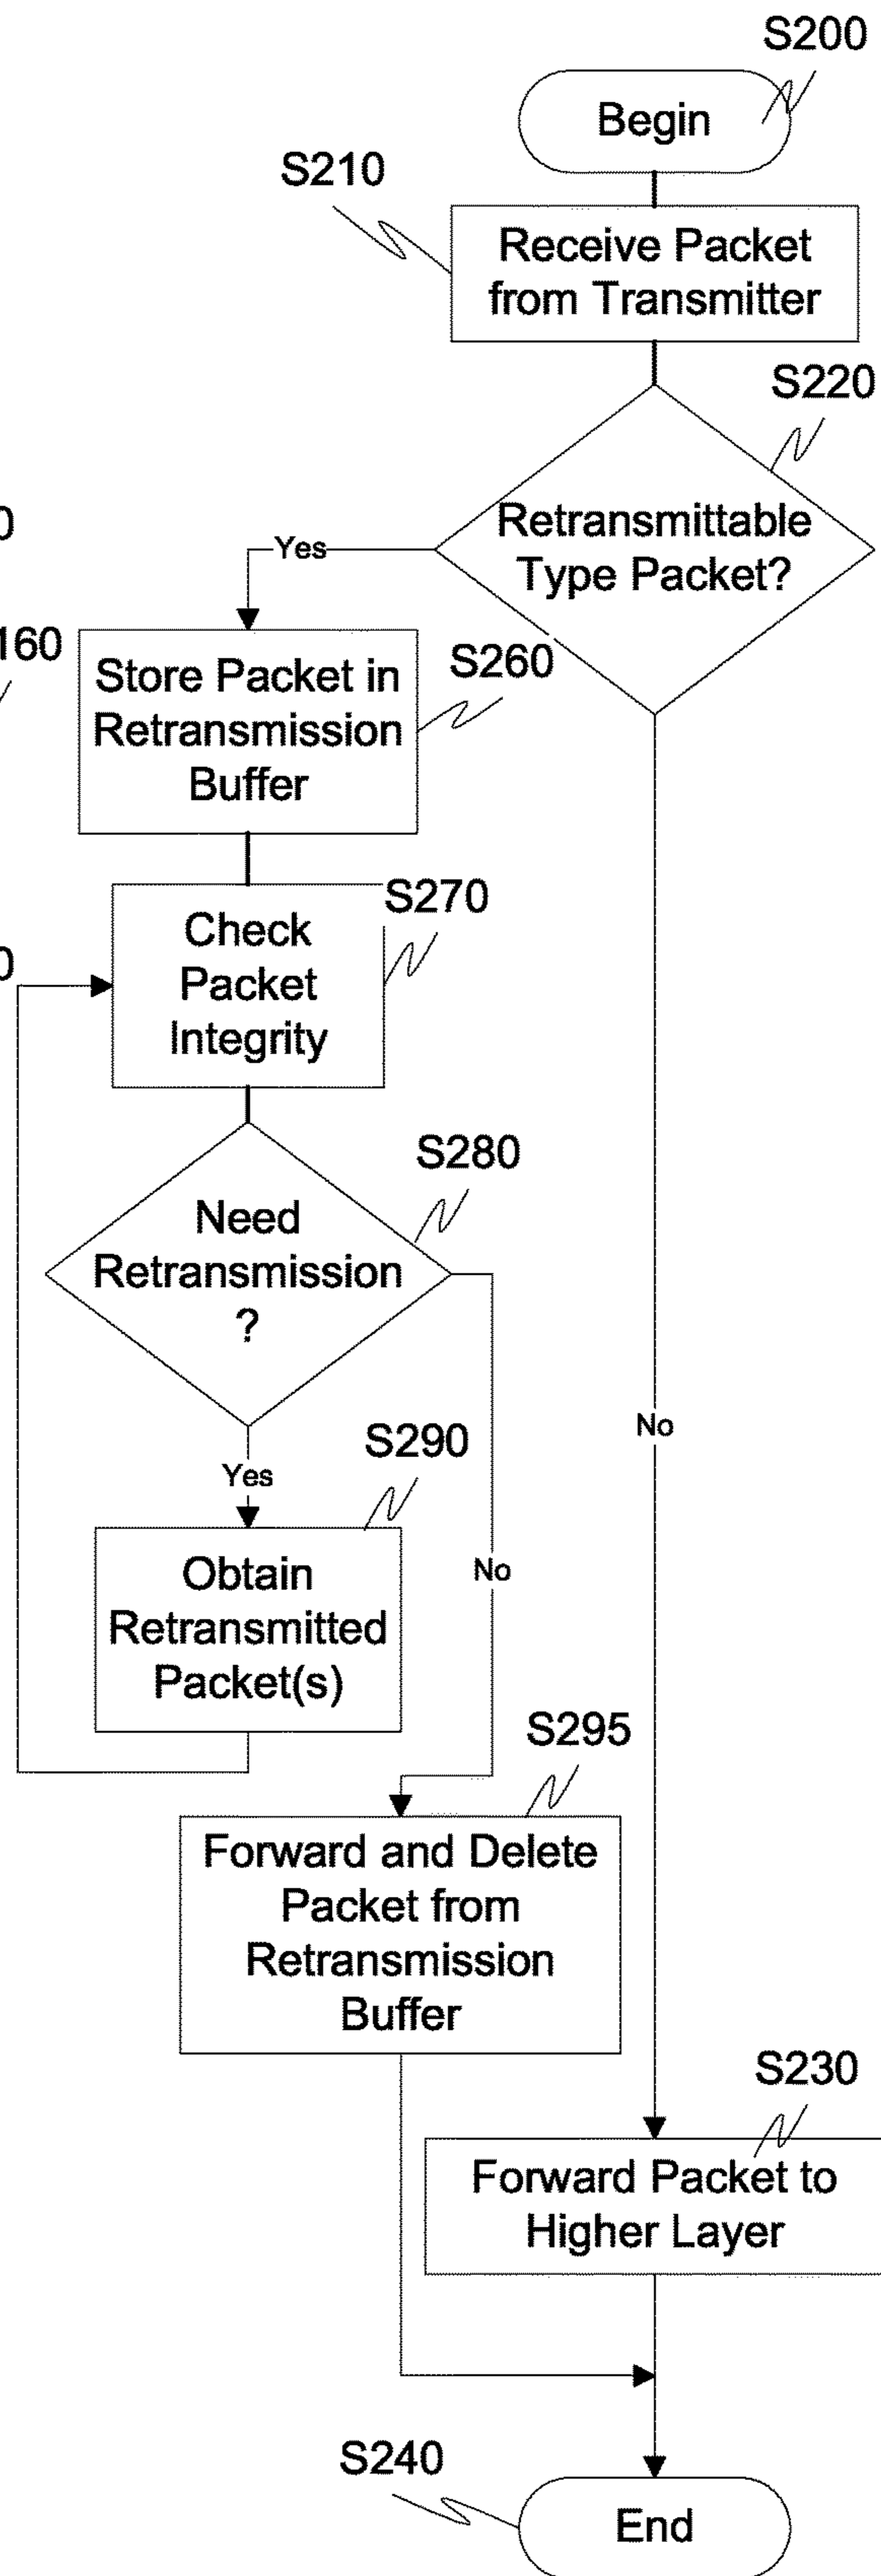 S200
Begin
S210
Receive Packet
from Transmitter
S220
Retransmittable
Type Packet?
Yes
0
160
Store Packet in
Retransmission
Buffer
S260
S270
Check
Packet
Integrity
0
S280
Need
Retransmission
?
Yes
No
No
S290
Obtain
Retransmitted
Packet(s)
S295
Forward and Delete
Packet from
Retransmission
Buffer
S230
Forward Packet to
Higher Layer
S240
End